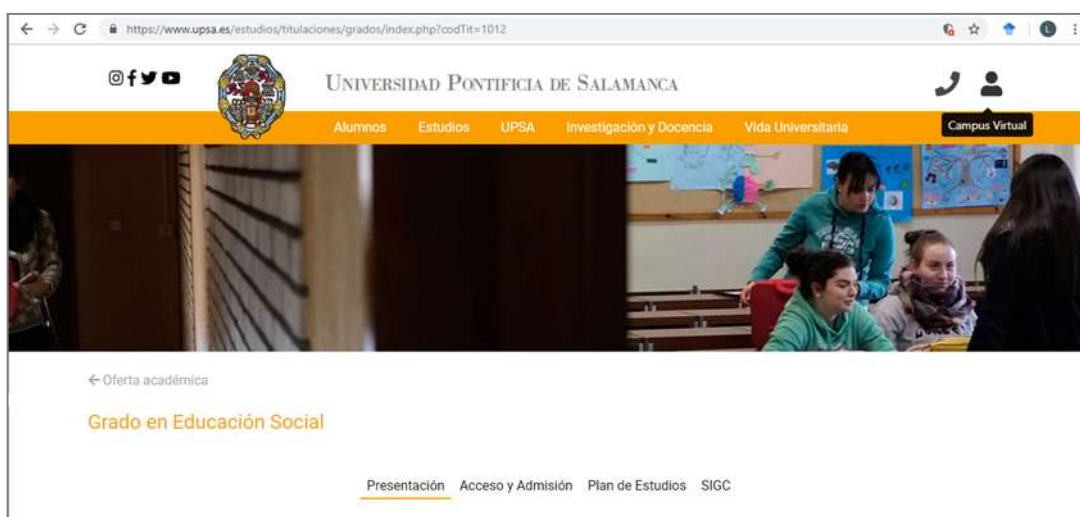 https://www.upsa.es/estudios/titulaciones/grados/index.php?codTit=1012
L
UNIVERSIDAD PONTIFICIA DE SALAMANCA
Alumnos Estudios UPSA Investigación y Docencia Vida Universitaria Campus Virtual
Oferta académica
Grado en Educación Social
Presentación Acceso y Admisión Plan de Estudios SIGC